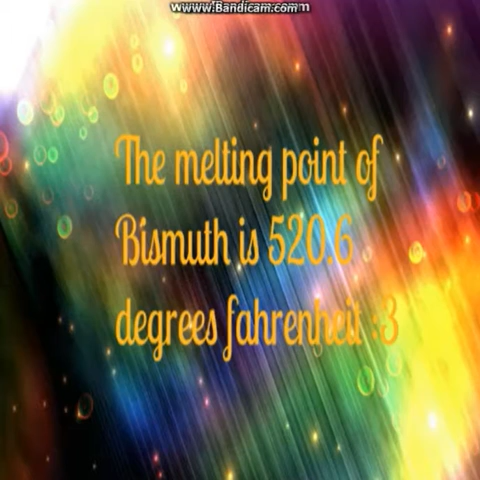 www.Bandicam.com
The melting point of
Bismuth is 520.6
degrees fahrenheit :3